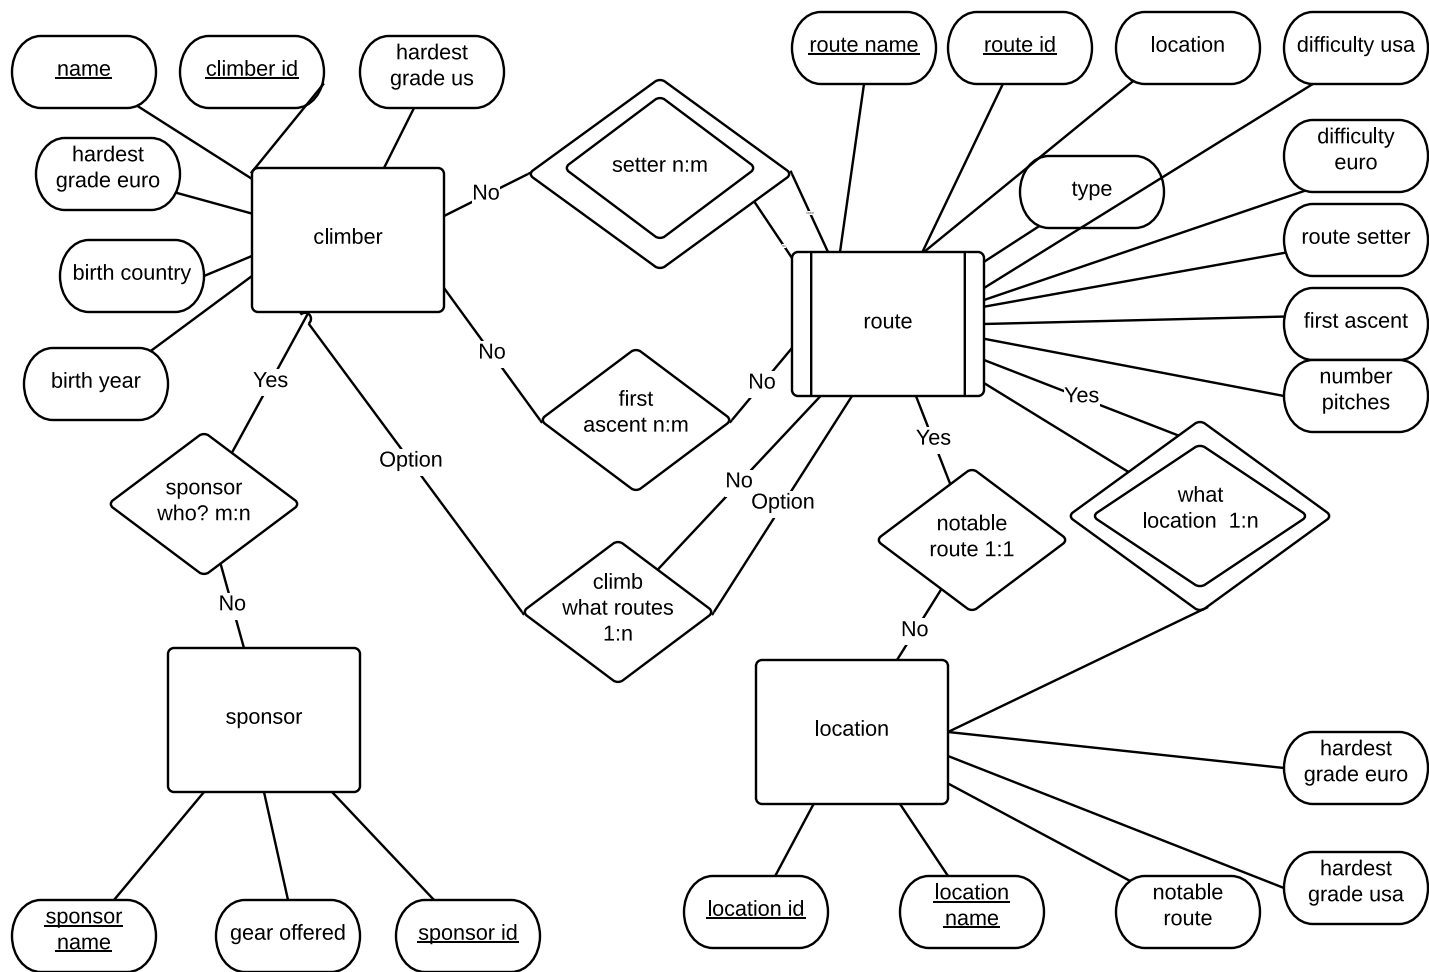 name
climber id
hardest
grade us
route name
route id
location
difficulty usa
hardest
grade euro
setter n:m
difficulty
euro
type
No
climber
birth country
route setter
route
first ascent
birth year
Yes
No
No
first
ascent n:m
number
pitches
Yes
Option
Yes
No
Option
sponsor
who? m:n
what
location 1:n
notable
route 1:1
climb
what routes
1:n
No
No
sponsor
location
hardest
grade euro
hardest
grade usa
sponsor
name
gear offered
sponsor id
location id
location
name
notable
route